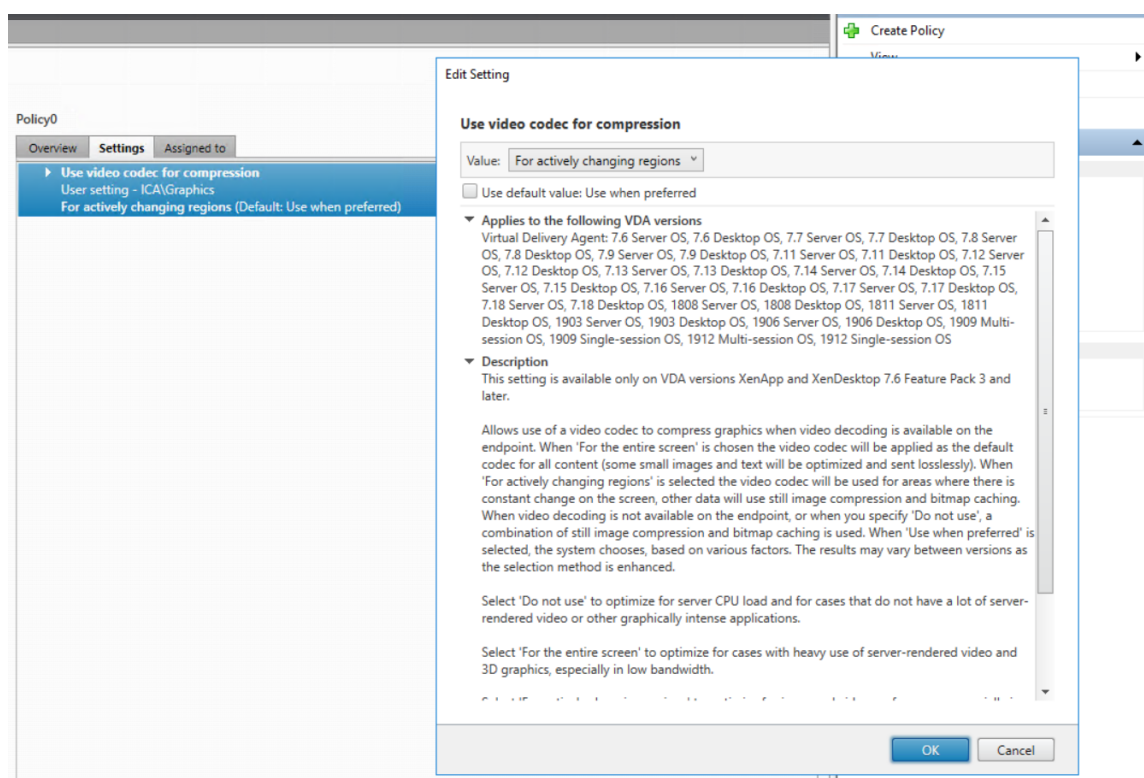 Create Policy
View
Edit Setting
Policy0
Overview Settings Assigned to
Use video codec for compression
User setting - ICA\Graphics
For actively changing regions (Default: Use when preferred)
Use video codec for compression
Value: For actively changing regions
Use default value: Use when preferred
Applies to the following VDA versions
Virtual Delivery Agent: 7.6 Server OS, 7.6 Desktop OS, 7.7 Server OS, 7.7 Desktop OS, 7.8 Server
OS, 7.8 Desktop OS, 7.9 Server OS, 7.9 Desktop OS, 7.11 Server OS, 7.11 Desktop OS, 7.12 Server
OS, 7.12 Desktop OS, 7.13 Server OS, 7.13 Desktop OS, 7.14 Server OS, 7.14 Desktop OS, 7.15
Server OS, 7.15 Desktop OS, 7.16 Server OS, 7.16 Desktop OS, 7.17 Server OS, 7.17 Desktop OS,
7.18 Server OS, 7.18 Desktop OS, 1808 Server OS, 1808 Desktop OS, 1811 Server OS, 1811
Desktop OS, 1903 Server OS, 1903 Desktop OS, 1906 Server OS, 1906 Desktop OS, 1909 Multi-
session OS, 1909 Single-session OS, 1912 Multi-session OS, 1912 Single-session OS
Description
This setting is available only on VDA versions XenApp and XenDesktop 7.6 Feature Pack 3 and
later.
Allows use of a video codec to compress graphics when video decoding is available on the
endpoint. When 'For the entire screen' is chosen the video codec will be applied as the default
codec for all content (some small images and text will be optimized and sent losslessly). When
'For actively changing regions' is selected the video codec will be used for areas where there is
constant change on the screen, other data will use still image compression and bitmap caching.
When video decoding is not available on the endpoint, or when you specify 'Do not use', a
combination of still image compression and bitmap caching is used. When 'Use when preferred' is
selected, the system chooses, based on various factors. The results may vary between versions as
the selection method is enhanced.
Select 'Do not use' to optimize for server CPU load and for cases that do not have a lot of server-
rendered video or other graphically intense applications.
Select 'For the entire screen' to optimize for cases with heavy use of server-rendered video and
3D graphics, especially in low bandwidth.
OK Cancel